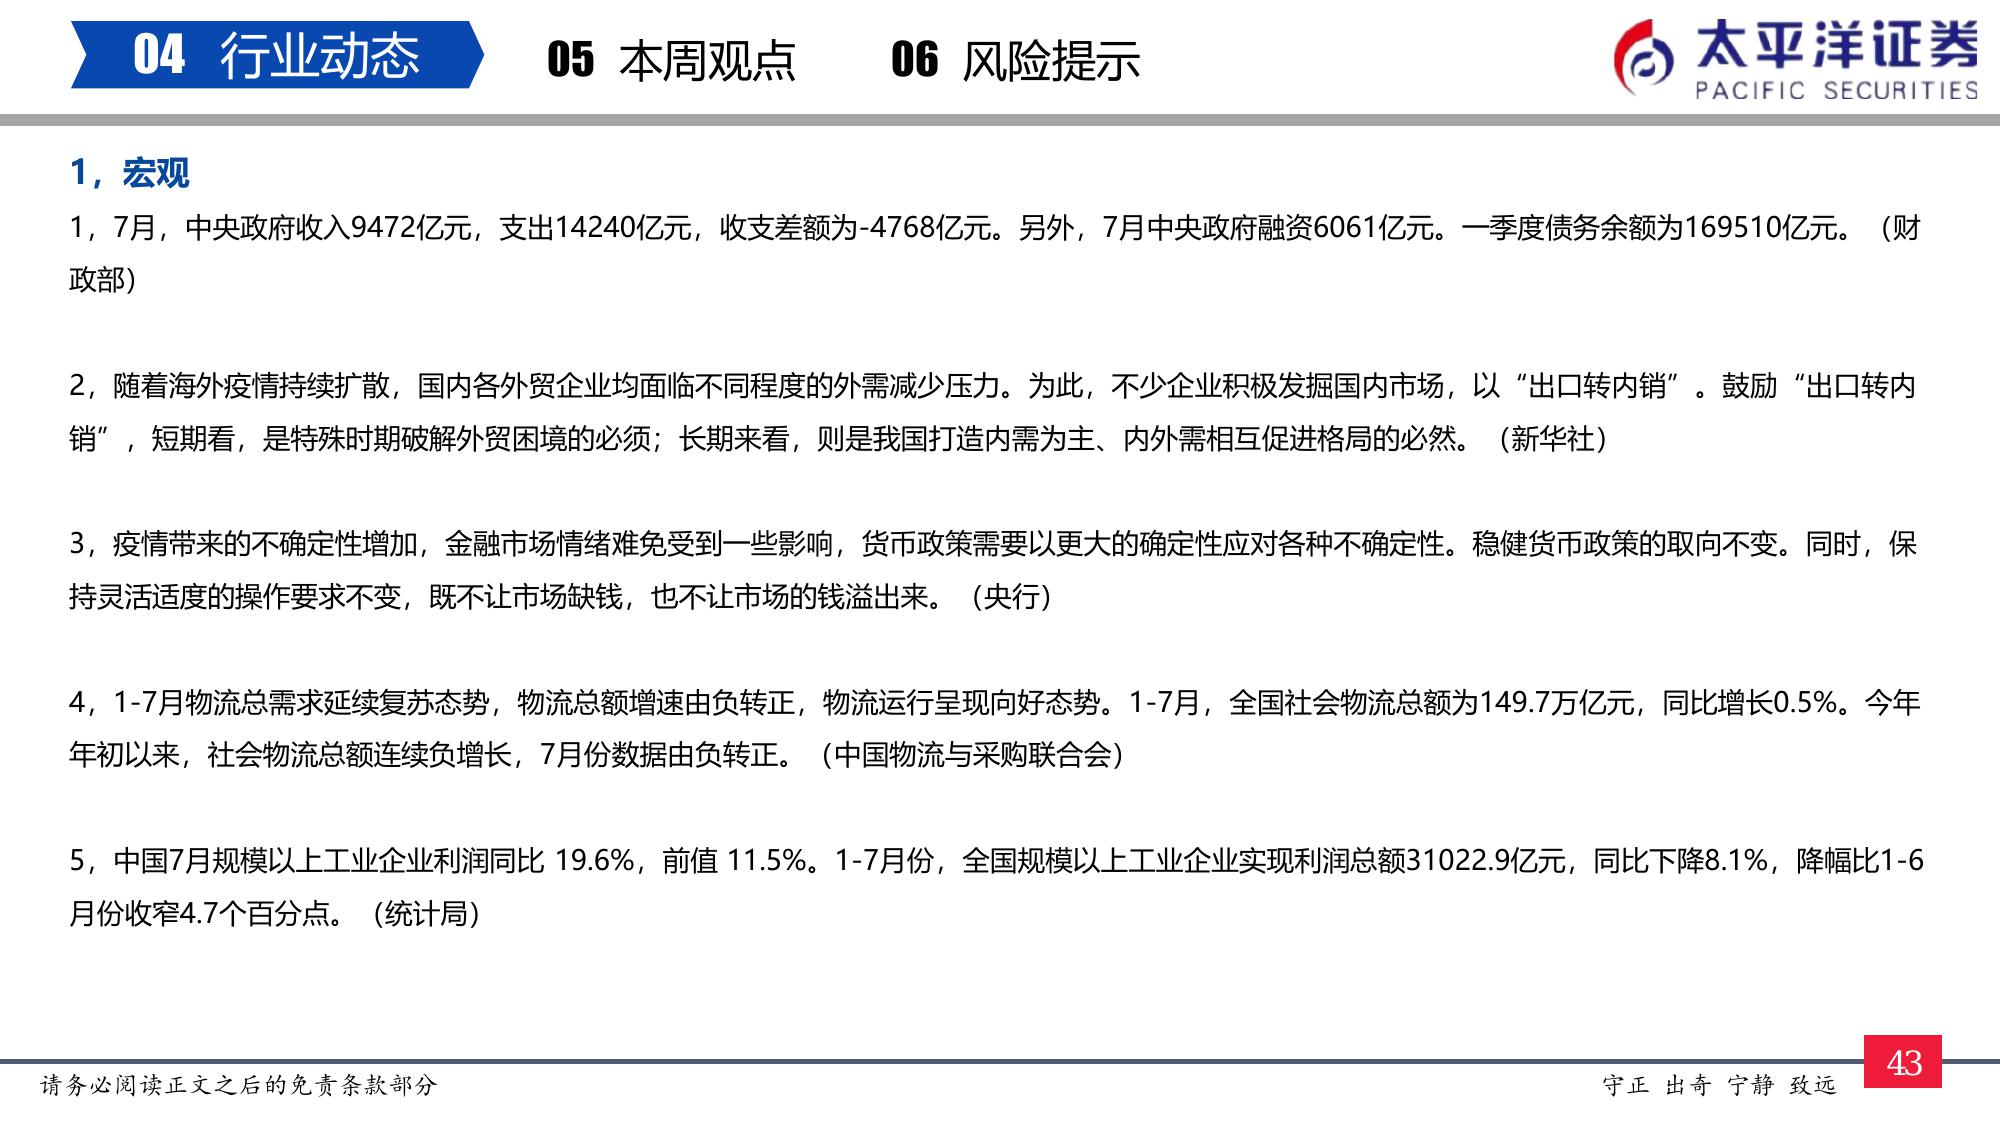 04 行业动态 05 本周观点 06 风险提示
太平洋证券
PACIFIC SECURITIES
1，宏观
1，7月，中央政府收入9472亿元，支出14240亿元，收支差额为-4768亿元。另外，7月中央政府融资6061亿元。一季度债务余额为169510亿元。（财
政部）
2，随着海外疫情持续扩散，国内各外贸企业均面临不同程度的外需减少压力。为此，不少企业积极发掘国内市场，以“出口转内销”。鼓励“出口转内
销”，短期看，是特殊时期破解外贸困境的必须；长期来看，则是我国打造内需为主、内外需相互促进格局的必然。（新华社）
3，疫情带来的不确定性增加，金融市场情绪难免受到一些影响，货币政策需要以更大的确定性应对各种不确定性。稳健货币政策的取向不变。同时，保
持灵活适度的操作要求不变，既不让市场缺钱，也不让市场的钱溢出来。（央行）
4，1-7月物流总需求延续复苏态势，物流总额增速由负转正，物流运行呈现向好态势。1-7月，全国社会物流总额为149.7万亿元，同比增长0.5%。今年
年初以来，社会物流总额连续负增长，7月份数据由负转正。（中国物流与采购联合会）
5，中国7月规模以上工业企业利润同比 19.6%，前值 11.5%。1-7月份，全国规模以上工业企业实现利润总额31022.9亿元，同比下降8.1%，降幅比1-6
月份收窄4.7个百分点。（统计局）
请务必阅读正文之后的免责条款部分
守正 出奇 宁静 致远
43